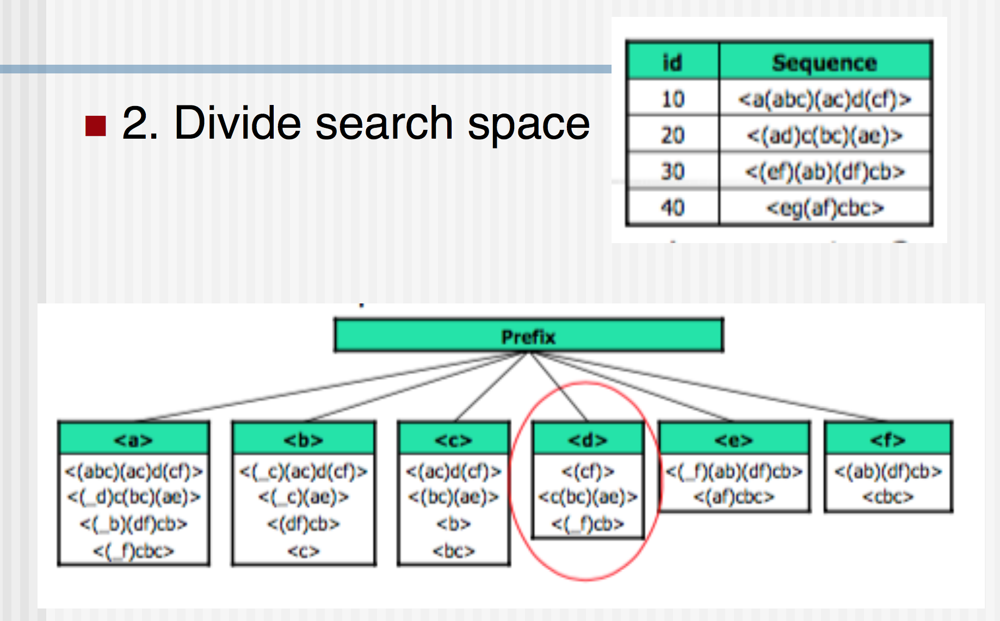 2. Divide search space
id Sequence
10 <a(abc)(ac)d(cf)>
20 <(ad)c(bc)(ae)>
30 <(ef)(ab)(df)cb>
40 <eg(af)cbc>
Prefix
<a> <b> <c> <d> <e> <f>
<(abc)(ac)d(cf)> <(_c)(ac)d(cf)> <(ac)d(cf)> <(cf)> <(_f)(ab)(df)cb> <(ab)(df)cb>
<(_d)c(bc)(ae)> <(_c)(ae)> <(bc)(ae)> <c(bc)(ae)> <(af)cbc> <cbc>
<(_b)(df)cb> <(df)cb> <b> <(_f)cb>
<(_f)cbc> <c> <bc>